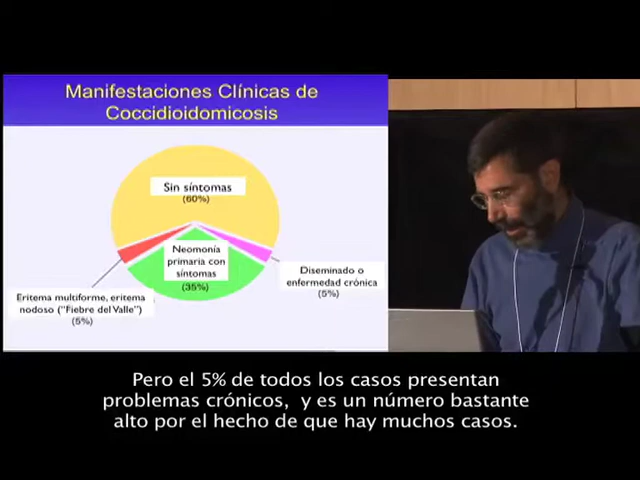 Manifestaciones Clínicas de
Coccidioidomicosis
Sin síntomas
(60%)
Neomonía
primaria con
síntomas
(35%)
Eritema multiforme, eritema
nodoso ("Fiebre del Valle")
(5%)
Diseminado o
enfermedad crónica
(5%)
Pero el 5% de todos los casos presentan
problemas crónicos, y es un número bastante
alto por el hecho de que hay muchos casos.